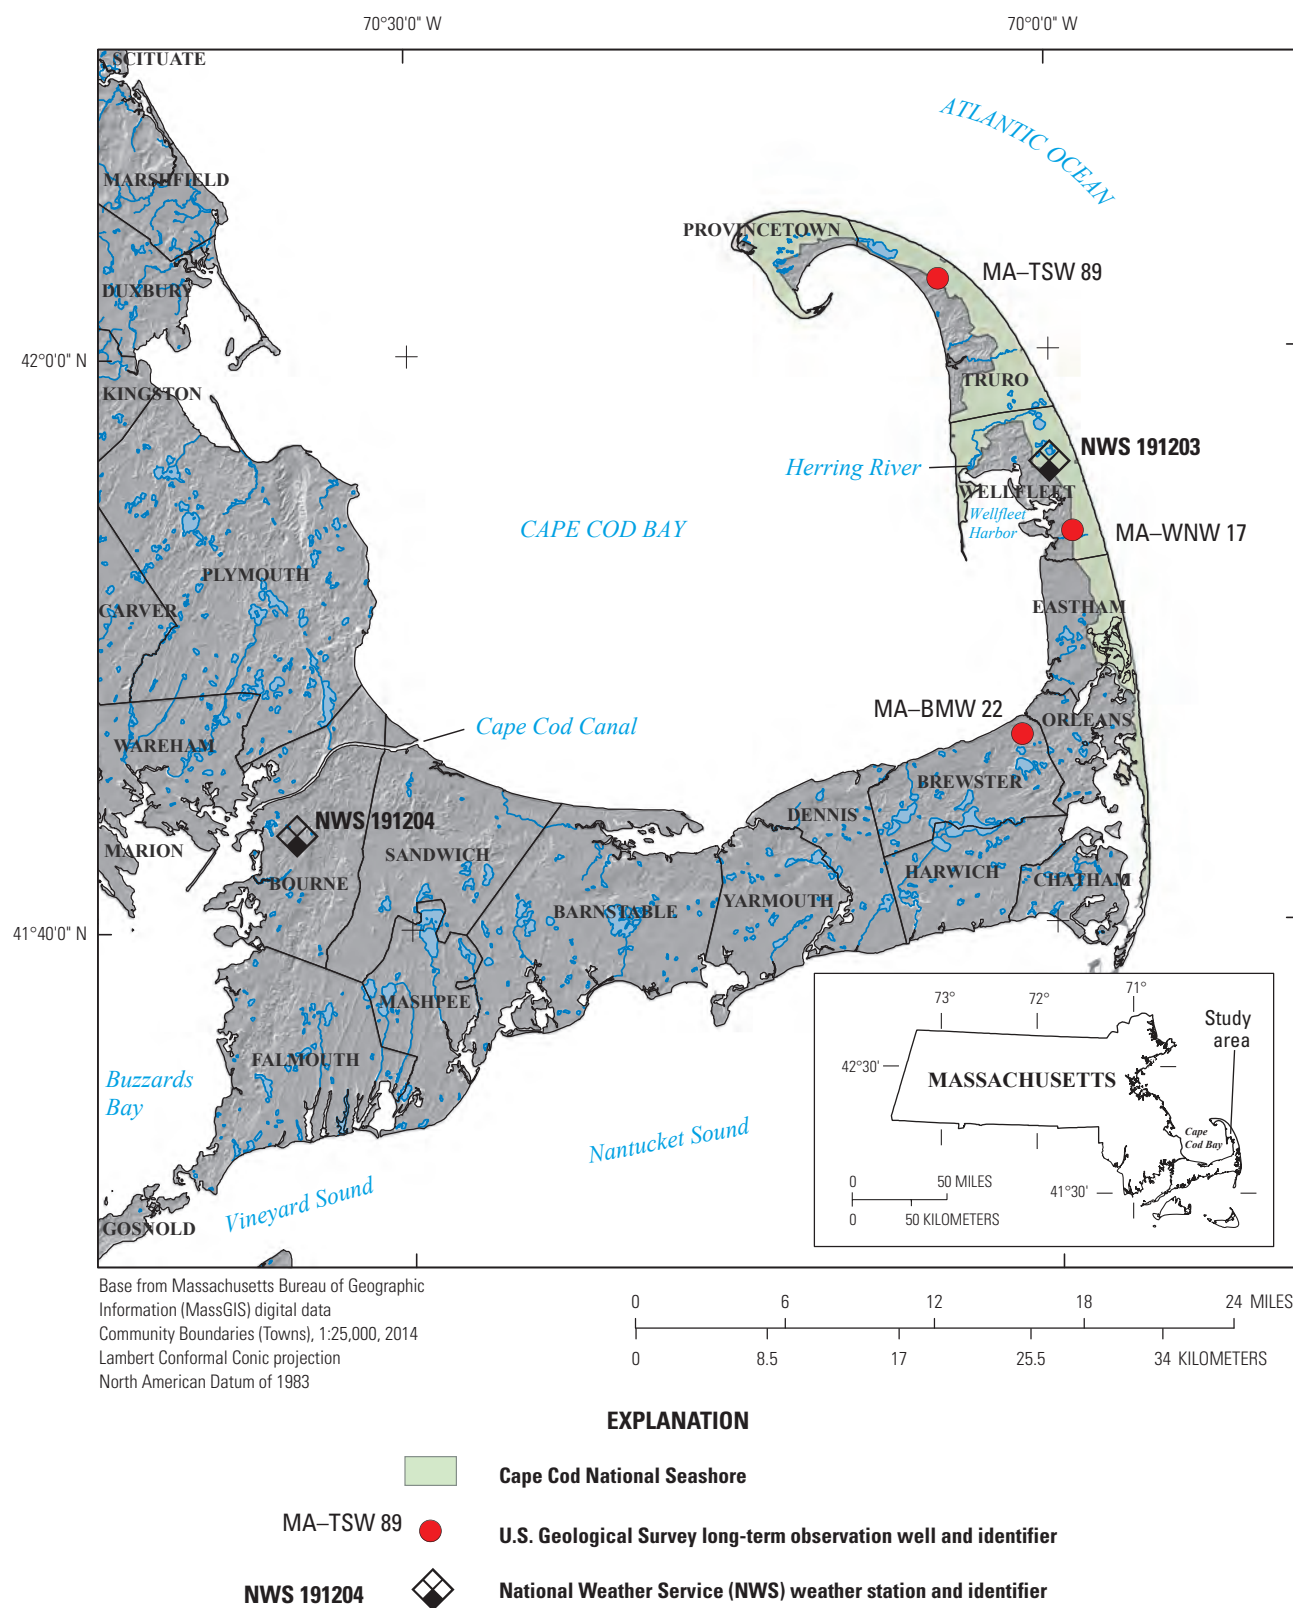 70°30'0" W
70°0'0" W
SCITUATE
ATLANTIC OCEAN
MARSHFIELD
PROVINCETOWN
MA–TSW 89
DUXBURY
42°0'0" N
TRURO
KINGSTON
NWS 191203
Herring River
WELLFLEET
Wellfleet
Harbor
CAPE COD BAY
MA–WNW 17
PLYMOUTH
CARVER
EASTHAM
MA–BMW 22
ORLEANS
Cape Cod Canal
WAREHAM
BREWSTER
DENNIS
NWS 191204
MARION
SANDWICH
HARWICH
CHATHAM
BOURNE
YARMOUTH
BARNSTABLE
41°40'0" N
MASHPEE
FALMOUTH
Buzzards
Bay
Nantucket Sound
Vineyard Sound
GOSNOLD
73°
72°
71°
Study
area
42°30'
MASSACHUSETTS
Cape
Cod Bay
0 50 MILES
0 50 KILOMETERS
41°30'
Base from Massachusetts Bureau of Geographic
Information (MassGIS) digital data
Community Boundaries (Towns), 1:25,000, 2014
Lambert Conformal Conic projection
North American Datum of 1983
0 6 12 18 24 MILES
0 8.5 17 25.5 34 KILOMETERS
EXPLANATION
Cape Cod National Seashore
MA–TSW 89 U.S. Geological Survey long-term observation well and identifier
NWS 191204 National Weather Service (NWS) weather station and identifier